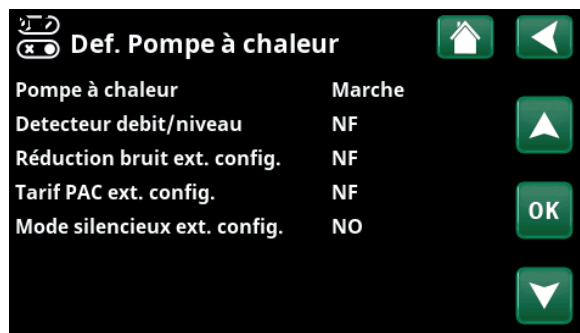 Def. Pompe à chaleur
Pompe à chaleur Marche
Detecteur debit/niveau NF
Réduction bruit ext. config. NF
Tarif PAC ext. config. NF
Mode silencieux ext. config. NO
OK